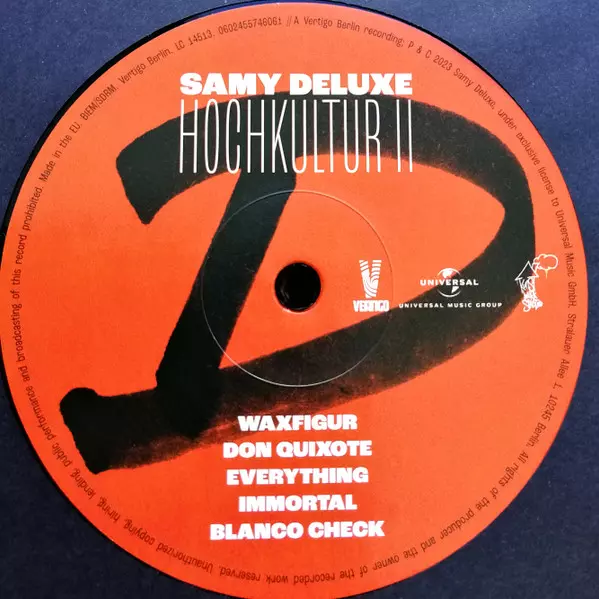 SAMY DELUXE
HOCHKULTUR II
D
V
VERTIGO
UNIVERSAL
UNIVERSAL MUSIC GROUP
WAXFIGUR
DON QUIXOTE
EVERYTHING
IMMORTAL
BLANCO CHECK
Made in the EU. BIEM/SDRM. Vertigo Berlin. LC 14513. 0602455746061 // A Vertigo Berlin recording; P & C 2023 Samy Deluxe, under exclusive license to Universal Music GmbH, Stralauer Allee 1, 10245 Berlin. All rights of the producer and the owner of the recorded work reserved. Unauthorized copying, hiring, lending, public performance and broadcasting of this record prohibited.